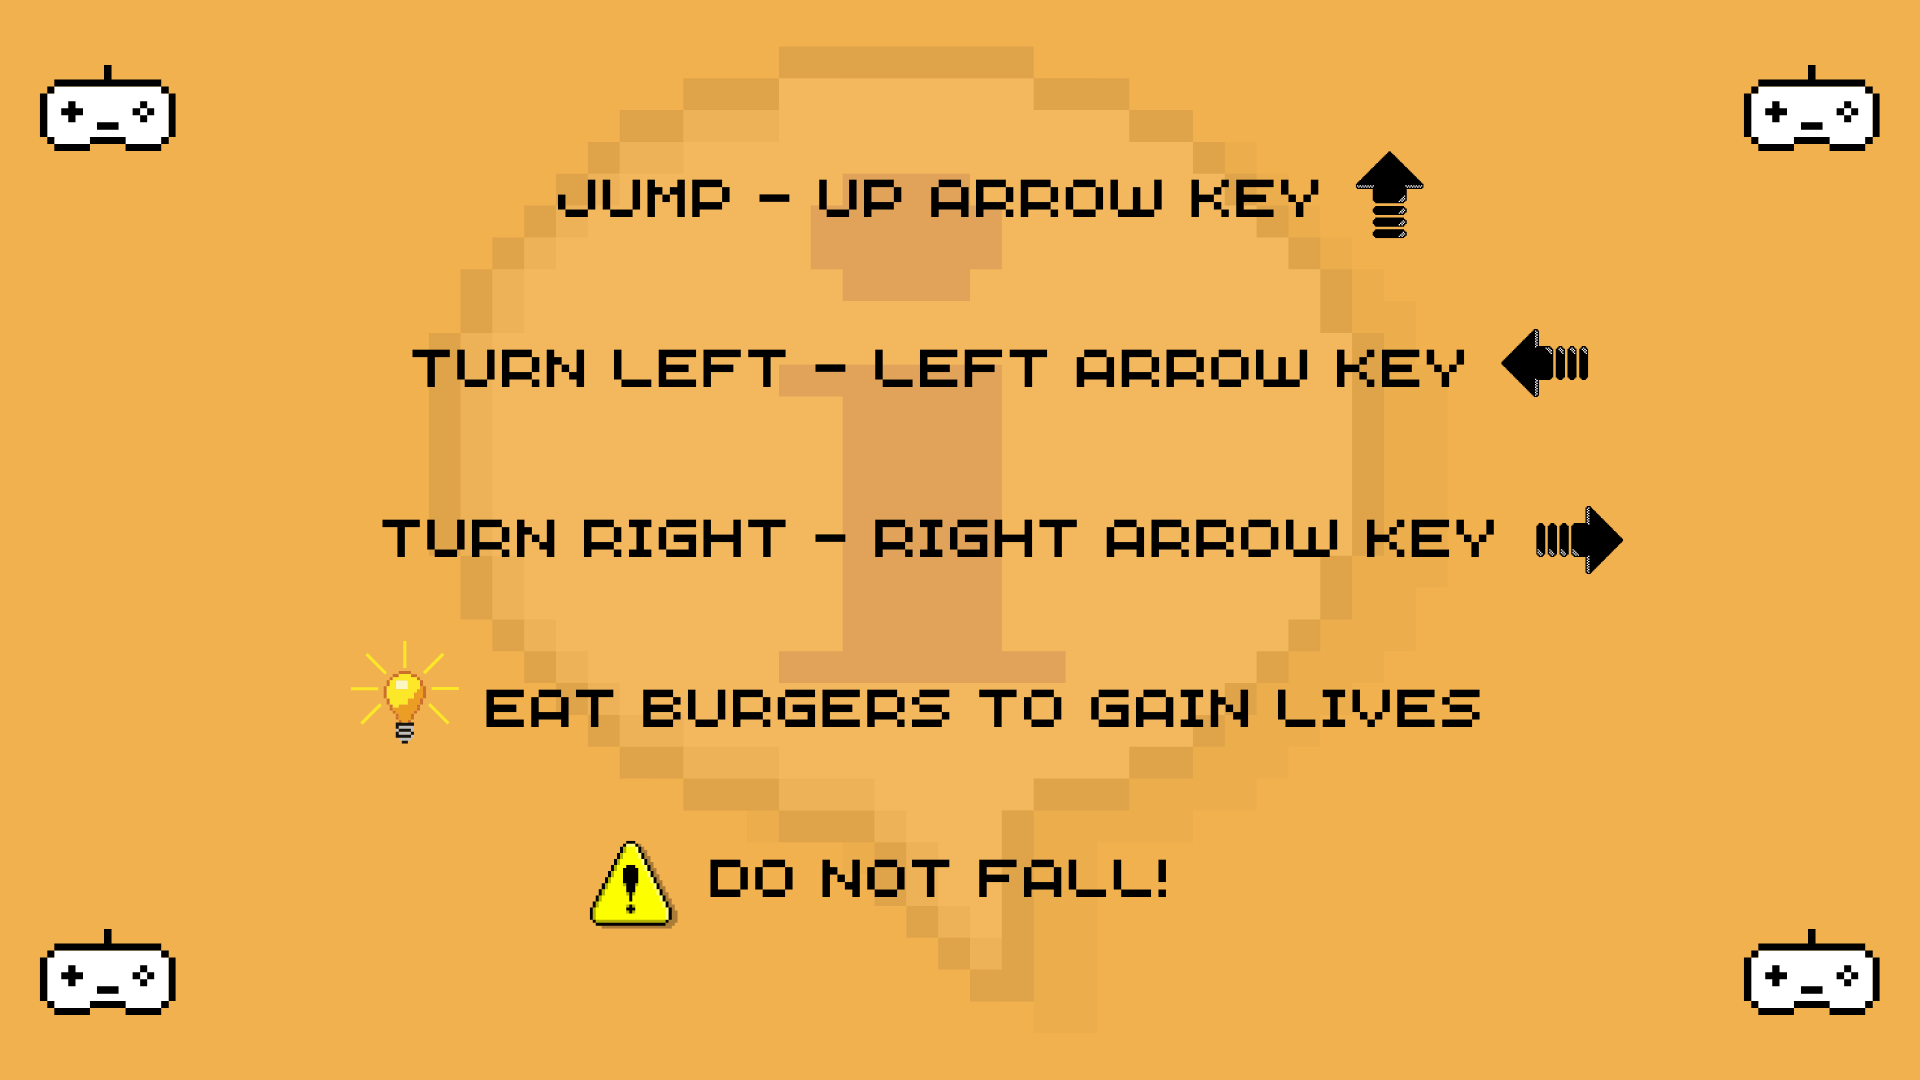 JUMP - UP ARROW KEY
TURN LEFT - LEFT ARROW KEY
TURN RIGHT - RIGHT ARROW KEY
EAT BURGERS TO GAIN LIVES
DO NOT FALL!